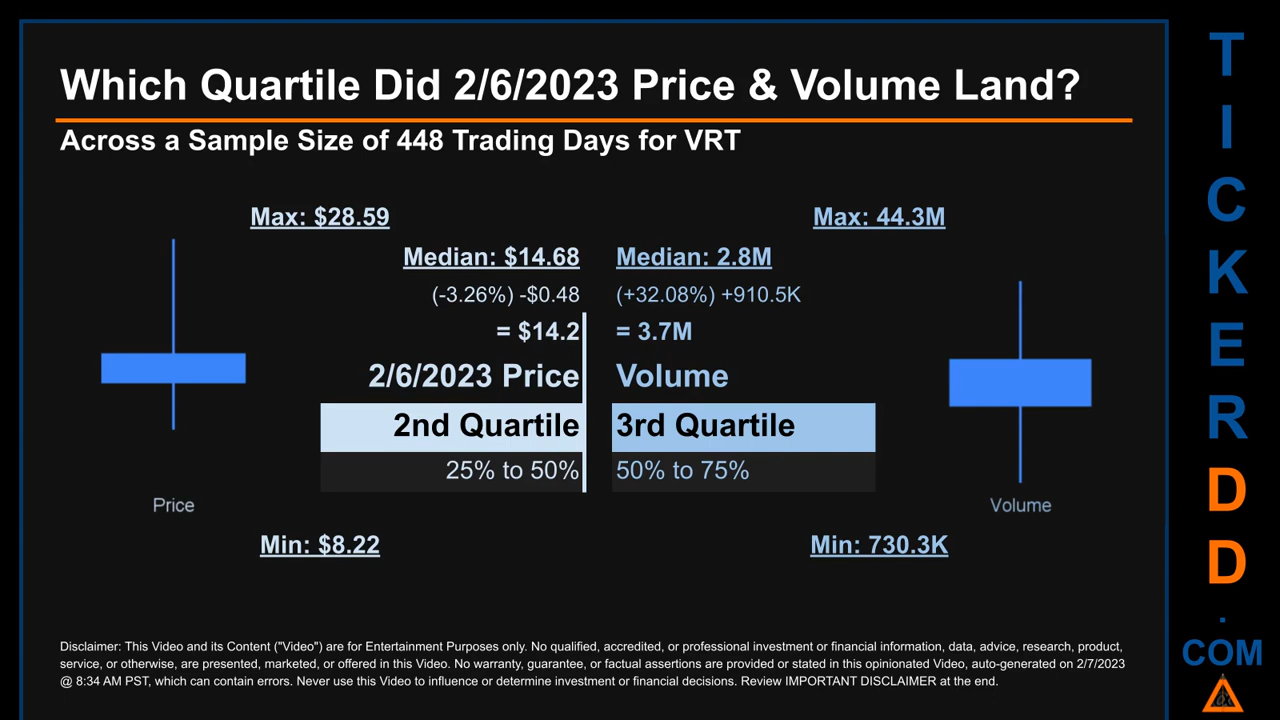 Which Quartile Did 2/6/2023 Price & Volume Land?
Across a Sample Size of 448 Trading Days for VRT
Max: $28.59
Max: 44.3M
Median: $14.68
Median: 2.8M
(-3.26%) -$0.48
(+32.08%) +910.5K
= $14.2
= 3.7M
2/6/2023 Price
Volume
2nd Quartile
3rd Quartile
25% to 50%
50% to 75%
Price
Volume
Min: $8.22
Min: 730.3K
Disclaimer: This Video and its Content ("Video") are for Entertainment Purposes only. No qualified, accredited, or professional investment or financial information, data, advice, research, product,
service, or otherwise, are presented, marketed, or offered in this Video. No warranty, guarantee, or factual assertions are provided or stated in this opinionated Video, auto-generated on 2/7/2023
@ 8:34 AM PST, which can contain errors. Never use this Video to influence or determine investment or financial decisions. Review IMPORTANT DISCLAIMER at the end.
T
I
C
K
E
R
D
D
.
COM